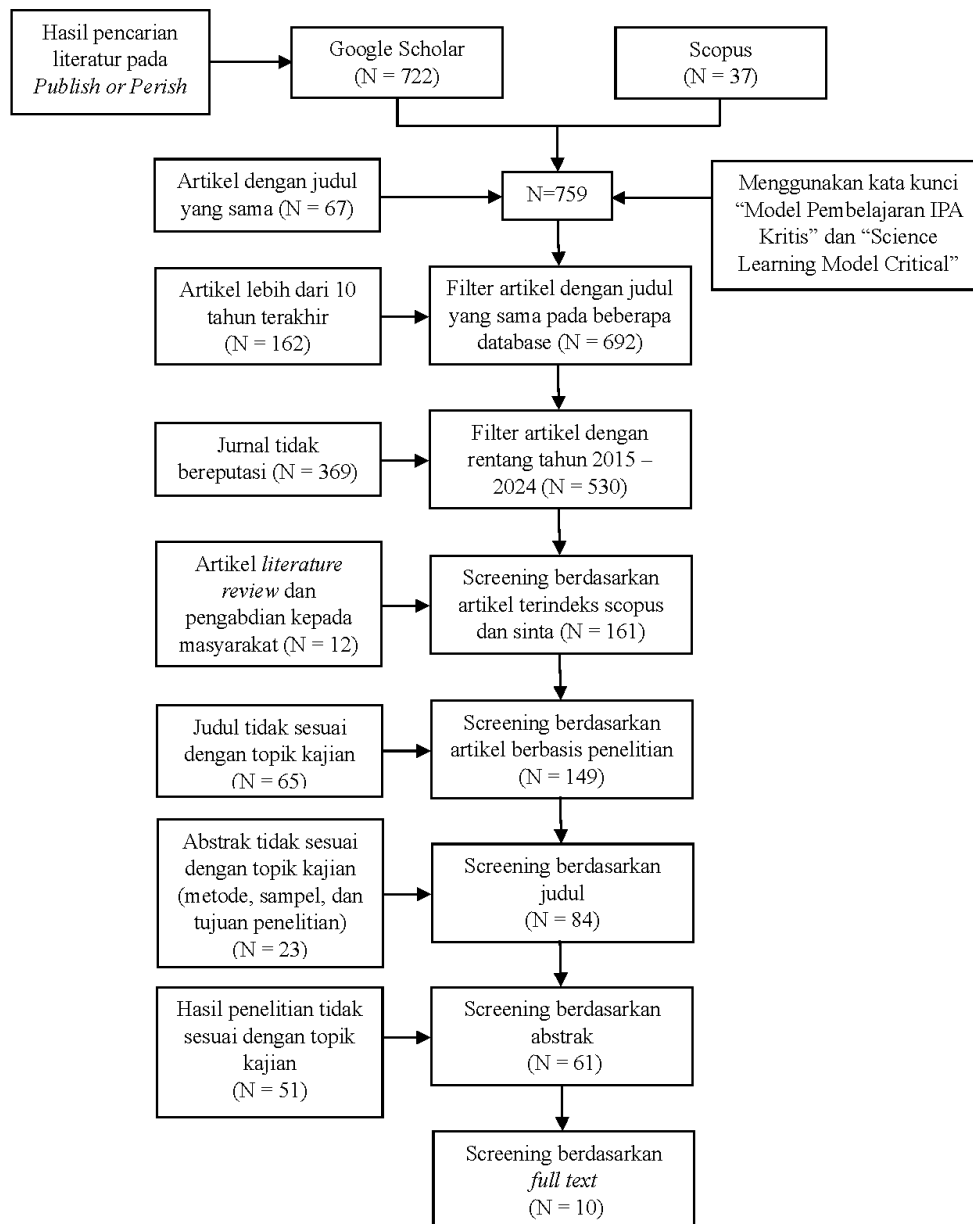 Hasil pencarian
literatur pada
Publish or Perish
Google Scholar
(N = 722)
Scopus
(N = 37)
Artikel dengan judul
yang sama (N = 67)
N=759
Menggunakan kata kunci
“Model Pembelajaran IPA
Kritis” dan “Science
Learning Model Critical”
Artikel lebih dari 10
tahun terakhir
(N = 162)
Filter artikel dengan judul
yang sama pada beberapa
database (N = 692)
Jurnal tidak
bereputasi (N = 369)
Filter artikel dengan
rentang tahun 2015 –
2024 (N = 530)
Artikel literature
review dan
pengabdian kepada
masyarakat (N = 12)
Screening berdasarkan
artikel terindeks scopus
dan sinta (N = 161)
Judul tidak sesuai
dengan topik kajian
(N = 65)
Screening berdasarkan
artikel berbasis penelitian
(N = 149)
Abstrak tidak sesuai
dengan topik kajian
(metode, sampel, dan
tujuan penelitian)
(N = 23)
Screening berdasarkan
judul
(N = 84)
Hasil penelitian tidak
sesuai dengan topik
kajian
(N = 51)
Screening berdasarkan
abstrak
(N = 61)
Screening berdasarkan
full text
(N = 10)